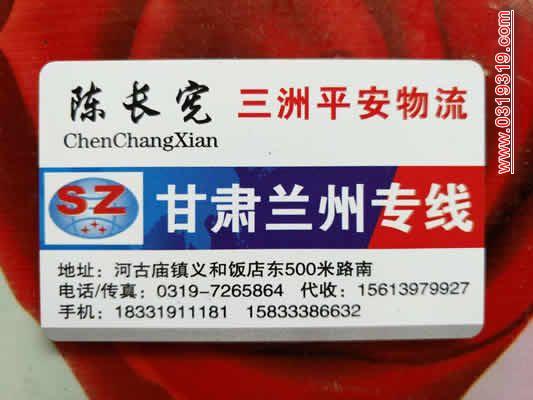 陈长宪 三洲平安物流
ChenChangXian
SZ 甘肃兰州专线
地址：河古庙镇义和饭店东500米路南
电话/传真：0319-7265864 代收：15613979927
手机：18331911181 15833386632
www.0319319.com